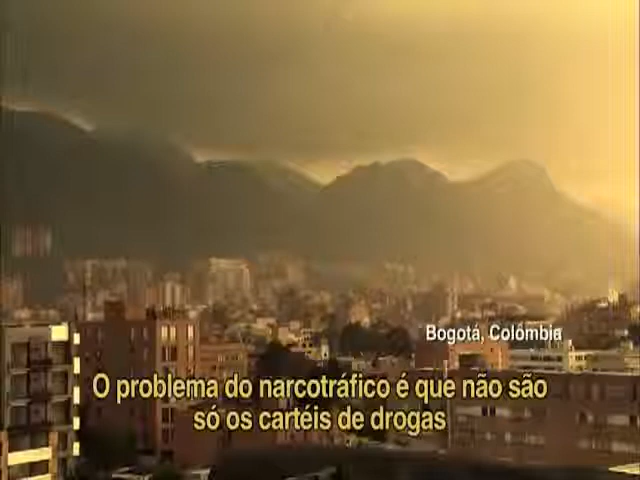 Bogotá, Colômbia
O problema do narcotráfico é que não são
só os cartéis de drogas